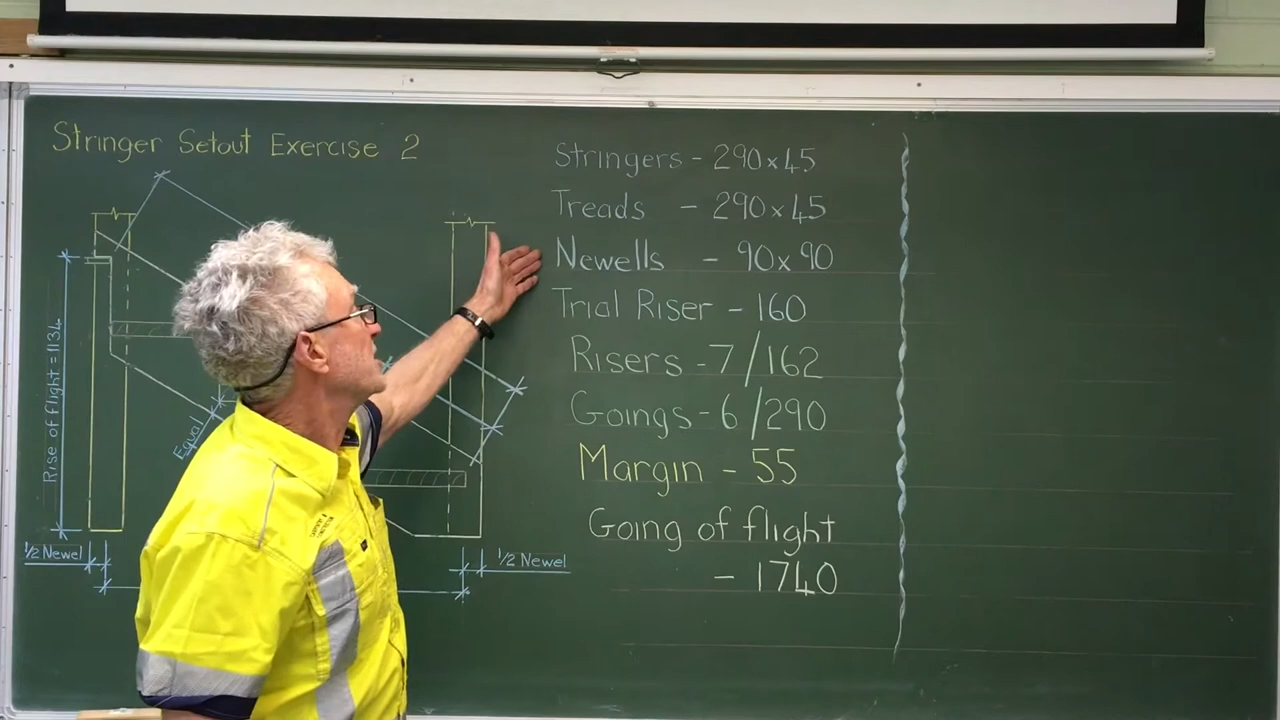 Stringer Setout Exercise 2
Rise of flight = 1134
Equal
1/2 Newel
1/2 Newel
Stringers - 290x45
Treads - 290x45
Newells - 90x90
Trial Riser - 160
Risers - 7/162
Goings - 6/290
Margin - 55
Going of flight
- 1740